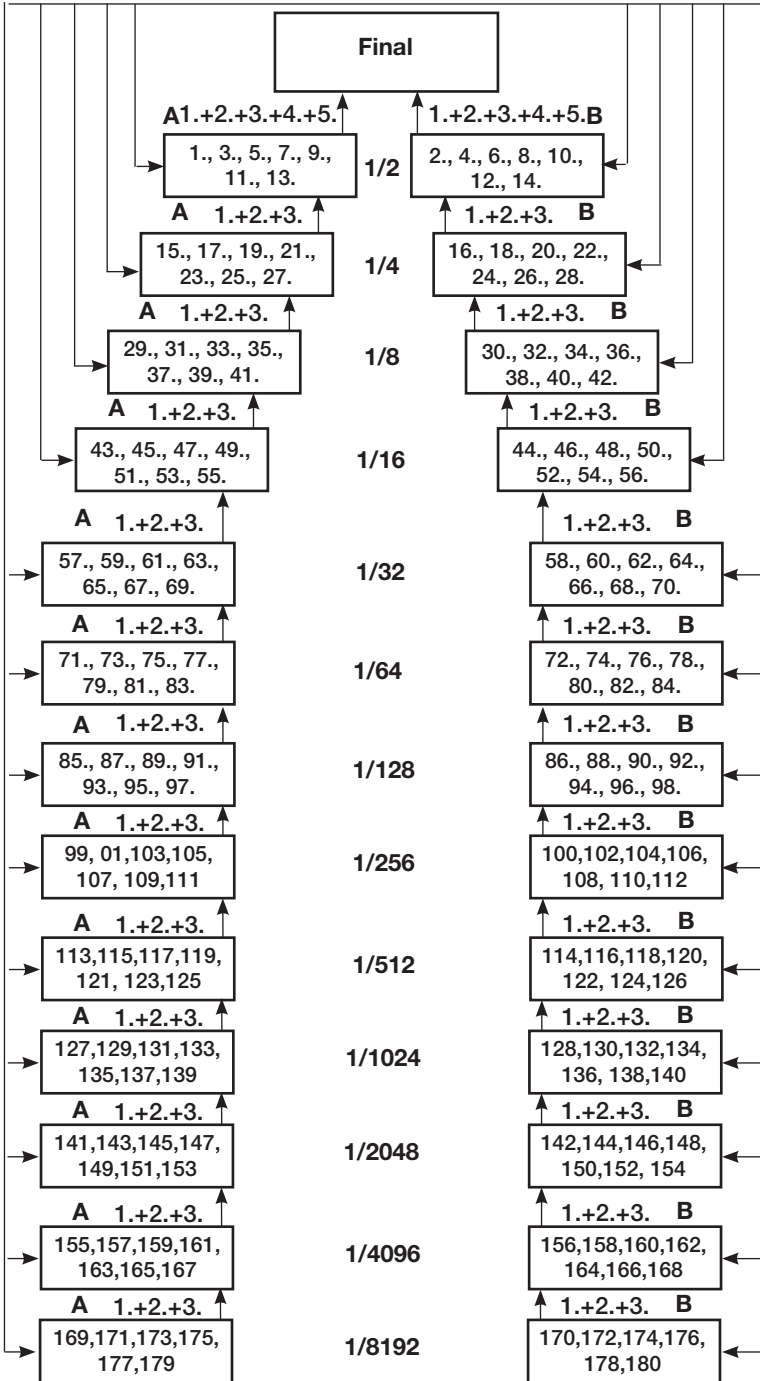 Final
A1.+2.+3.+4.+5. 1.+2.+3.+4.+5.B
1., 3., 5., 7., 9.,
11., 13.
1/2
2., 4., 6., 8., 10.,
12., 14.
A 1.+2.+3. 1.+2.+3. B
15., 17., 19., 21.,
23., 25., 27.
1/4
16., 18., 20., 22.,
24., 26., 28.
A 1.+2.+3. 1.+2.+3. B
29., 31., 33., 35.,
37., 39., 41.
1/8
30., 32., 34., 36.,
38., 40., 42.
A 1.+2.+3. 1.+2.+3. B
43., 45., 47., 49.,
51., 53., 55.
1/16
44., 46., 48., 50.,
52., 54., 56.
A 1.+2.+3. 1.+2.+3. B
57., 59., 61., 63.,
65., 67., 69.
1/32
58., 60., 62., 64.,
66., 68., 70.
A 1.+2.+3. 1.+2.+3. B
71., 73., 75., 77.,
79., 81., 83.
1/64
72., 74., 76., 78.,
80., 82., 84.
A 1.+2.+3. 1.+2.+3. B
85., 87., 89., 91.,
93., 95., 97.
1/128
86., 88., 90., 92.,
94., 96., 98.
A 1.+2.+3. 1.+2.+3. B
99, 01,103,105,
107, 109,111
1/256
100,102,104,106,
108, 110,112
A 1.+2.+3. 1.+2.+3. B
113,115,117,119,
121, 123,125
1/512
114,116,118,120,
122, 124,126
A 1.+2.+3. 1.+2.+3. B
127,129,131,133,
135,137,139
1/1024
128,130,132,134,
136, 138,140
A 1.+2.+3. 1.+2.+3. B
141,143,145,147,
149,151,153
1/2048
142,144,146,148,
150,152, 154
A 1.+2.+3. 1.+2.+3. B
155,157,159,161,
163,165,167
1/4096
156,158,160,162,
164,166,168
A 1.+2.+3. 1.+2.+3. B
169,171,173,175,
177,179
1/8192
170,172,174,176,
178,180